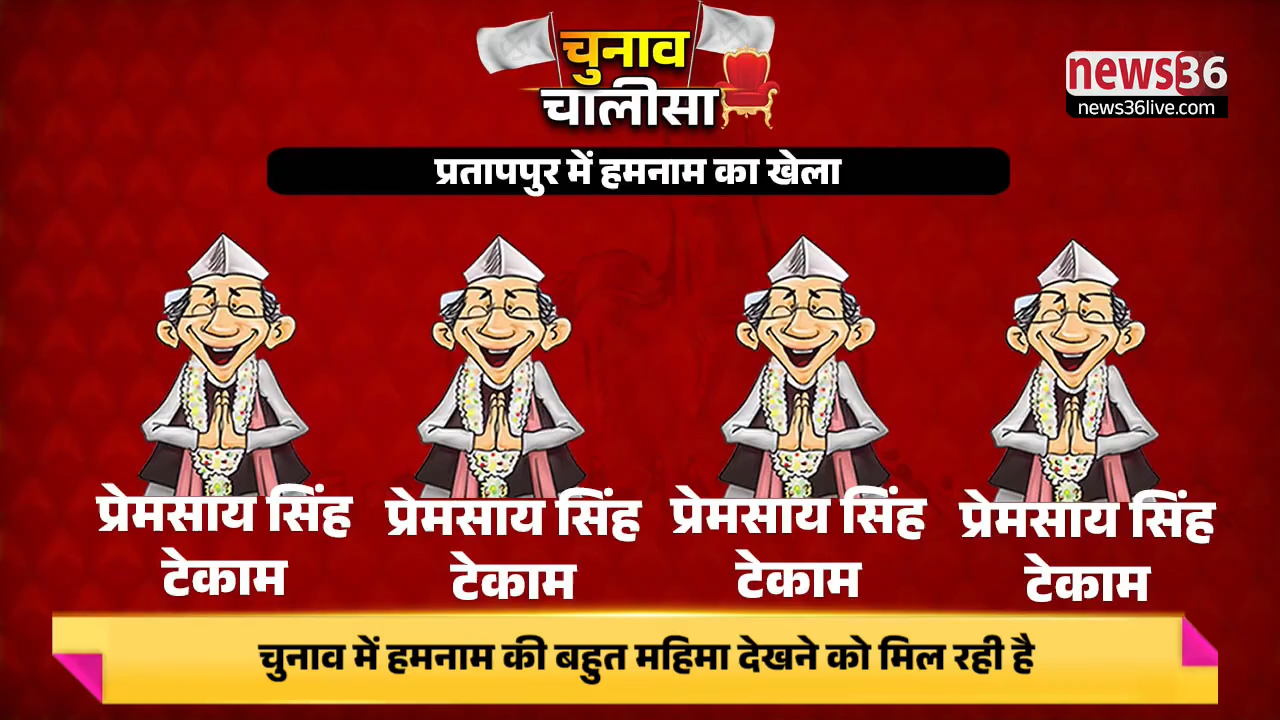 चुनाव
चालीसा
news36
news36live.com
प्रतापपुर में हमनाम का खेला
प्रेमसाय सिंह
टेकाम
प्रेमसाय सिंह
टेकाम
प्रेमसाय सिंह
टेकाम
प्रेमसाय सिंह
टेकाम
चुनाव में हमनाम की बहुत महिमा देखने को मिल रही है